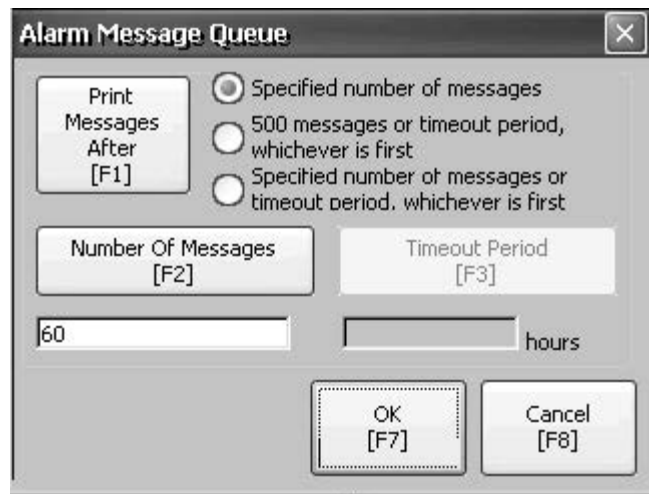 Alarm Message Queue
Print
Messages
After
[F1]
Specified number of messages
500 messages or timeout period,
whichever is first
Specified number of messages or
timeout period, whichever is first
Number Of Messages
[F2]
Timeout Period
[F3]
60
hours
OK
[F7]
Cancel
[F8]